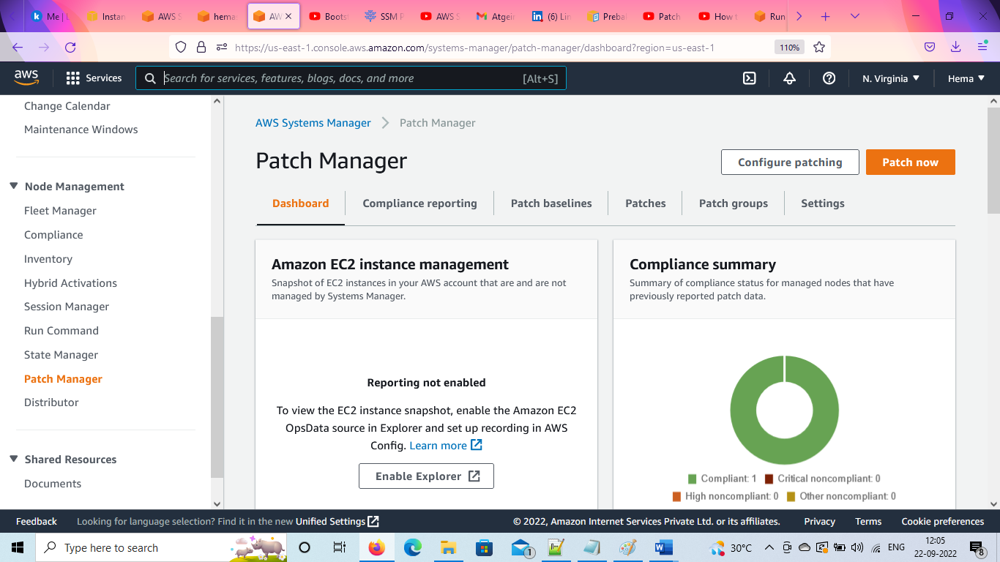 Me |
Instan
AWS S
hema
AW
Boots
SSM P
AWS S
Atgein
(6) Lin
Preba
Patch
How t
Run
https://us-east-1.console.aws.amazon.com/systems-manager/patch-manager/dashboard?region=us-east-1
110%
aws
Services
Search for services, features, blogs, docs, and more
[Alt+S]
N. Virginia
Hema
Change Calendar
Maintenance Windows
Node Management
Fleet Manager
Compliance
Inventory
Hybrid Activations
Session Manager
Run Command
State Manager
Patch Manager
Distributor
Shared Resources
Documents
AWS Systems Manager
Patch Manager
Patch Manager
Configure patching
Patch now
Dashboard
Compliance reporting
Patch baselines
Patches
Patch groups
Settings
Amazon EC2 instance management
Snapshot of EC2 instances in your AWS account that are and are not
managed by Systems Manager.
Reporting not enabled
To view the EC2 instance snapshot, enable the Amazon EC2
OpsData source in Explorer and set up recording in AWS
Config. Learn more
Enable Explorer
Compliance summary
Summary of compliance status for managed nodes that have
previously reported patch data.
Compliant: 1
Critical noncompliant: 0
High noncompliant: 0
Other noncompliant: 0
Feedback
Looking for language selection? Find it in the new Unified Settings
© 2022, Amazon Internet Services Private Ltd. or its affiliates.
Privacy
Terms
Cookie preferences
Type here to search
1
30°C
ENG
12:05
22-09-2022
8